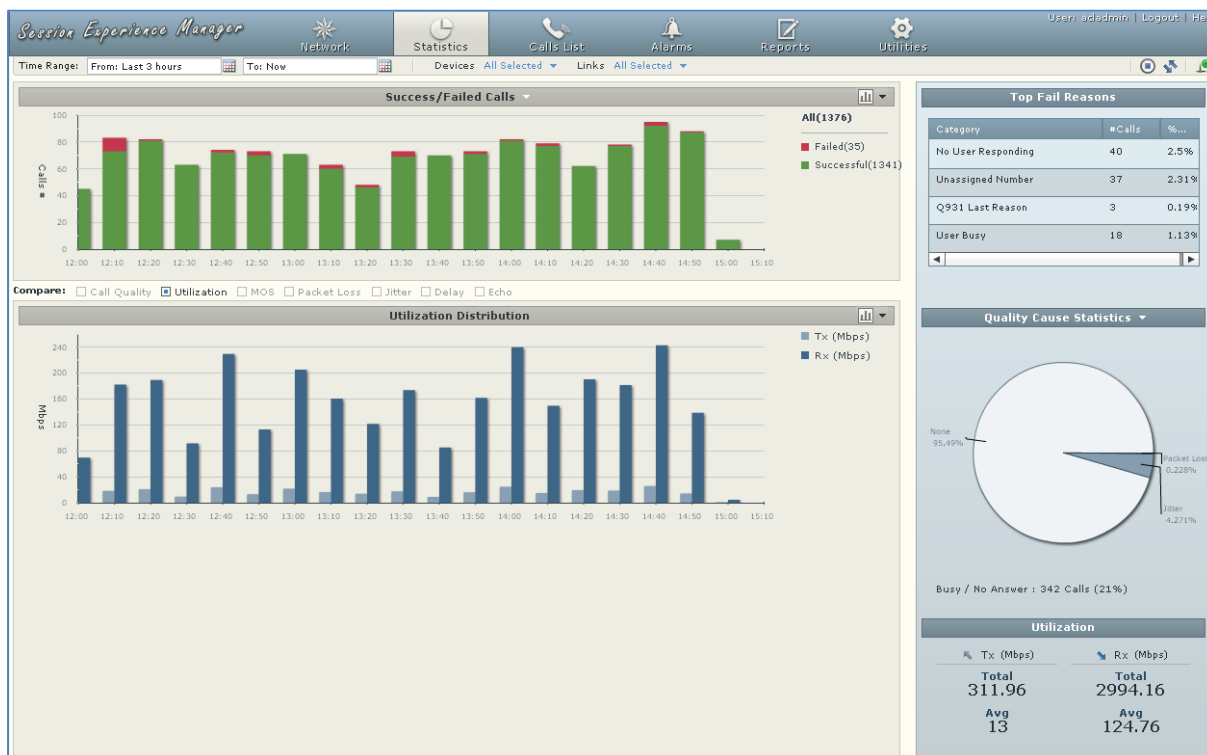 User: acladmin | Logout | He
Session Experience Manager
Network
Statistics
Calls List
Alarms
Reports
Utilities
Time Range: From: Last 3 hours To: Now Devices All Selected Links All Selected
Success/Failed Calls
Calls #
100
80
60
40
20
0
12:00 12:10 12:20 12:30 12:40 12:50 13:00 13:10 13:20 13:30 13:40 13:50 14:00 14:10 14:20 14:30 14:40 14:50 15:00 15:10
All(1376)
Failed(35)
Successful(1341)
Compare: Call Quality Utilization MOS Packet Loss Jitter Delay Echo
Utilization Distribution
Mbps
240
200
160
120
80
40
0
12:00 12:10 12:20 12:30 12:40 12:50 13:00 13:10 13:20 13:30 13:40 13:50 14:00 14:10 14:20 14:30 14:40 14:50 15:00 15:10
Tx (Mbps)
Rx (Mbps)
Top Fail Reasons
Category #Calls %...
No User Responding 40 2.5%
Unassigned Number 37 2.31%
Q931 Last Reason 3 0.19%
User Busy 18 1.13%
Quality Cause Statistics
None
95.49%
Packet Loss
0.228%
Jitter
4.271%
Busy / No Answer : 342 Calls (21%)
Utilization
Tx (Mbps) Rx (Mbps)
Total Total
311.96 2994.16
Avg Avg
13 124.76